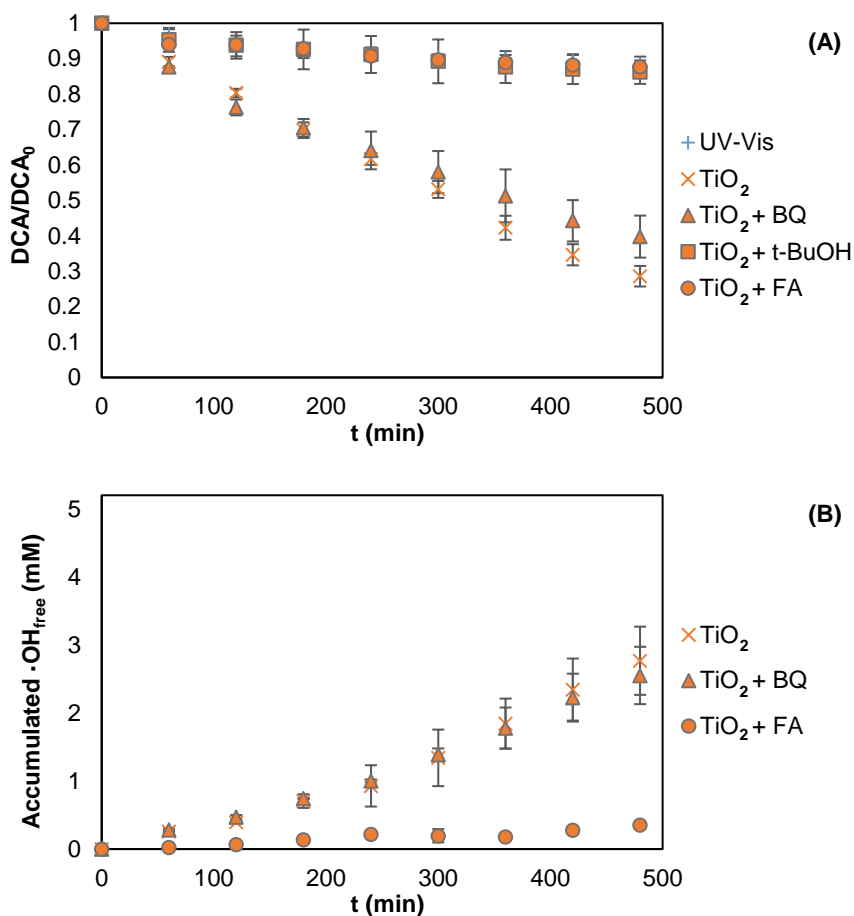 (A)
1
0.9
0.8
0.7
0.6
0.5
0.4
0.3
0.2
0.1
0
DCA/DCA₀
0 100 200 300 400 500
t (min)
UV-Vis
TiO₂
TiO₂ + BQ
TiO₂ + t-BuOH
TiO₂ + FA
(B)
5
4
3
2
1
0
Accumulated ·OH_free (mM)
0 100 200 300 400 500
t (min)
TiO₂
TiO₂ + BQ
TiO₂ + FA